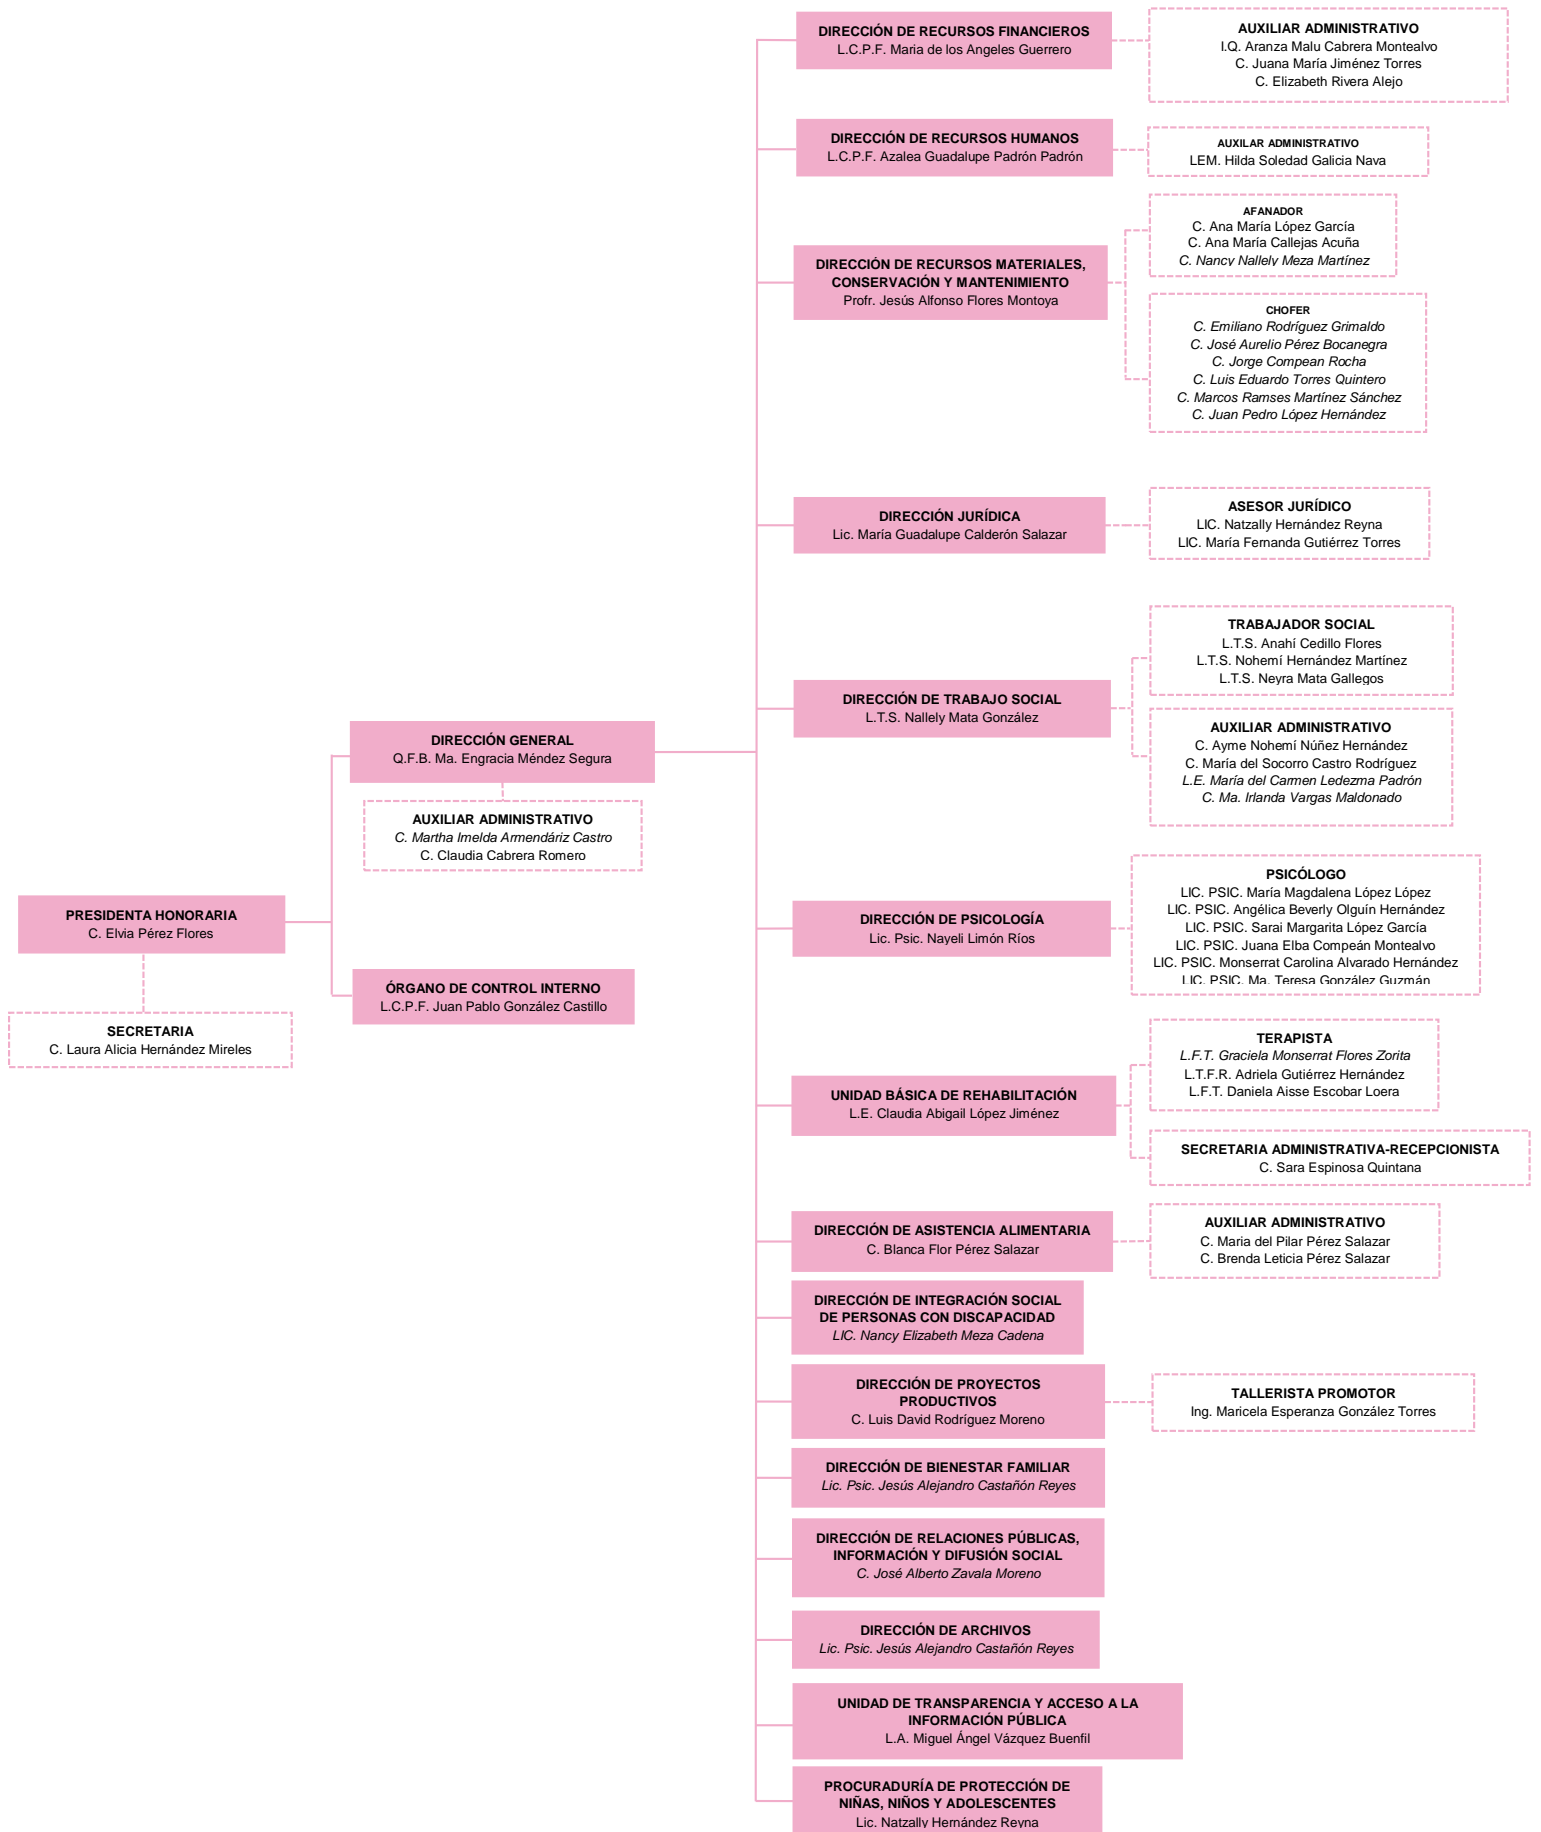 PRESIDENTA HONORARIA
C. Elvia Pérez Flores
SECRETARIA
C. Laura Alicia Hernández Mireles
DIRECCIÓN GENERAL
Q.F.B. Ma. Engracia Méndez Segura
AUXILIAR ADMINISTRATIVO
C. Martha Imelda Armendáriz Castro
C. Claudia Cabrera Romero
ÓRGANO DE CONTROL INTERNO
L.C.P.F. Juan Pablo González Castillo
DIRECCIÓN DE RECURSOS FINANCIEROS
L.C.P.F. Maria de los Angeles Guerrero
AUXILIAR ADMINISTRATIVO
I.Q. Aranza Malu Cabrera Montealvo
C. Juana María Jiménez Torres
C. Elizabeth Rivera Alejo
DIRECCIÓN DE RECURSOS HUMANOS
L.C.P.F. Azalea Guadalupe Padrón Padrón
AUXILAR ADMINISTRATIVO
LEM. Hilda Soledad Galicia Nava
DIRECCIÓN DE RECURSOS MATERIALES,
CONSERVACIÓN Y MANTENIMIENTO
Profr. Jesús Alfonso Flores Montoya
AFANADOR
C. Ana María López García
C. Ana María Callejas Acuña
C. Nancy Nallely Meza Martínez
CHOFER
C. Emiliano Rodríguez Grimaldo
C. José Aurelio Pérez Bocanegra
C. Jorge Compean Rocha
C. Luis Eduardo Torres Quintero
C. Marcos Ramses Martínez Sánchez
C. Juan Pedro López Hernández
DIRECCIÓN JURÍDICA
Lic. María Guadalupe Calderón Salazar
ASESOR JURÍDICO
LIC. Natzally Hernández Reyna
LIC. María Fernanda Gutiérrez Torres
DIRECCIÓN DE TRABAJO SOCIAL
L.T.S. Nallely Mata González
TRABAJADOR SOCIAL
L.T.S. Anahí Cedillo Flores
L.T.S. Nohemí Hernández Martínez
L.T.S. Neyra Mata Gallegos
AUXILIAR ADMINISTRATIVO
C. Ayme Nohemí Núñez Hernández
C. María del Socorro Castro Rodríguez
L.E. María del Carmen Ledezma Padrón
C. Ma. Irlanda Vargas Maldonado
DIRECCIÓN DE PSICOLOGÍA
Lic. Psic. Nayeli Limón Ríos
PSICÓLOGO
LIC. PSIC. María Magdalena López López
LIC. PSIC. Angélica Beverly Olguín Hernández
LIC. PSIC. Sarai Margarita López García
LIC. PSIC. Juana Elba Compeán Montealvo
LIC. PSIC. Monserrat Carolina Alvarado Hernández
LIC. PSIC. Ma. Teresa González Guzmán
UNIDAD BÁSICA DE REHABILITACIÓN
L.E. Claudia Abigail López Jiménez
TERAPISTA
L.F.T. Graciela Monserrat Flores Zorita
L.T.F.R. Adriela Gutiérrez Hernández
L.F.T. Daniela Aisse Escobar Loera
SECRETARIA ADMINISTRATIVA-RECEPCIONISTA
C. Sara Espinosa Quintana
DIRECCIÓN DE ASISTENCIA ALIMENTARIA
C. Blanca Flor Pérez Salazar
AUXILIAR ADMINISTRATIVO
C. Maria del Pilar Pérez Salazar
C. Brenda Leticia Pérez Salazar
DIRECCIÓN DE INTEGRACIÓN SOCIAL
DE PERSONAS CON DISCAPACIDAD
LIC. Nancy Elizabeth Meza Cadena
DIRECCIÓN DE PROYECTOS
PRODUCTIVOS
C. Luis David Rodríguez Moreno
TALLERISTA PROMOTOR
Ing. Maricela Esperanza González Torres
DIRECCIÓN DE BIENESTAR FAMILIAR
Lic. Psic. Jesús Alejandro Castañón Reyes
DIRECCIÓN DE RELACIONES PÚBLICAS,
INFORMACIÓN Y DIFUSIÓN SOCIAL
C. José Alberto Zavala Moreno
DIRECCIÓN DE ARCHIVOS
Lic. Psic. Jesús Alejandro Castañón Reyes
UNIDAD DE TRANSPARENCIA Y ACCESO A LA
INFORMACIÓN PÚBLICA
L.A. Miguel Ángel Vázquez Buenfil
PROCURADURÍA DE PROTECCIÓN DE
NIÑAS, NIÑOS Y ADOLESCENTES
Lic. Natzally Hernández Reyna